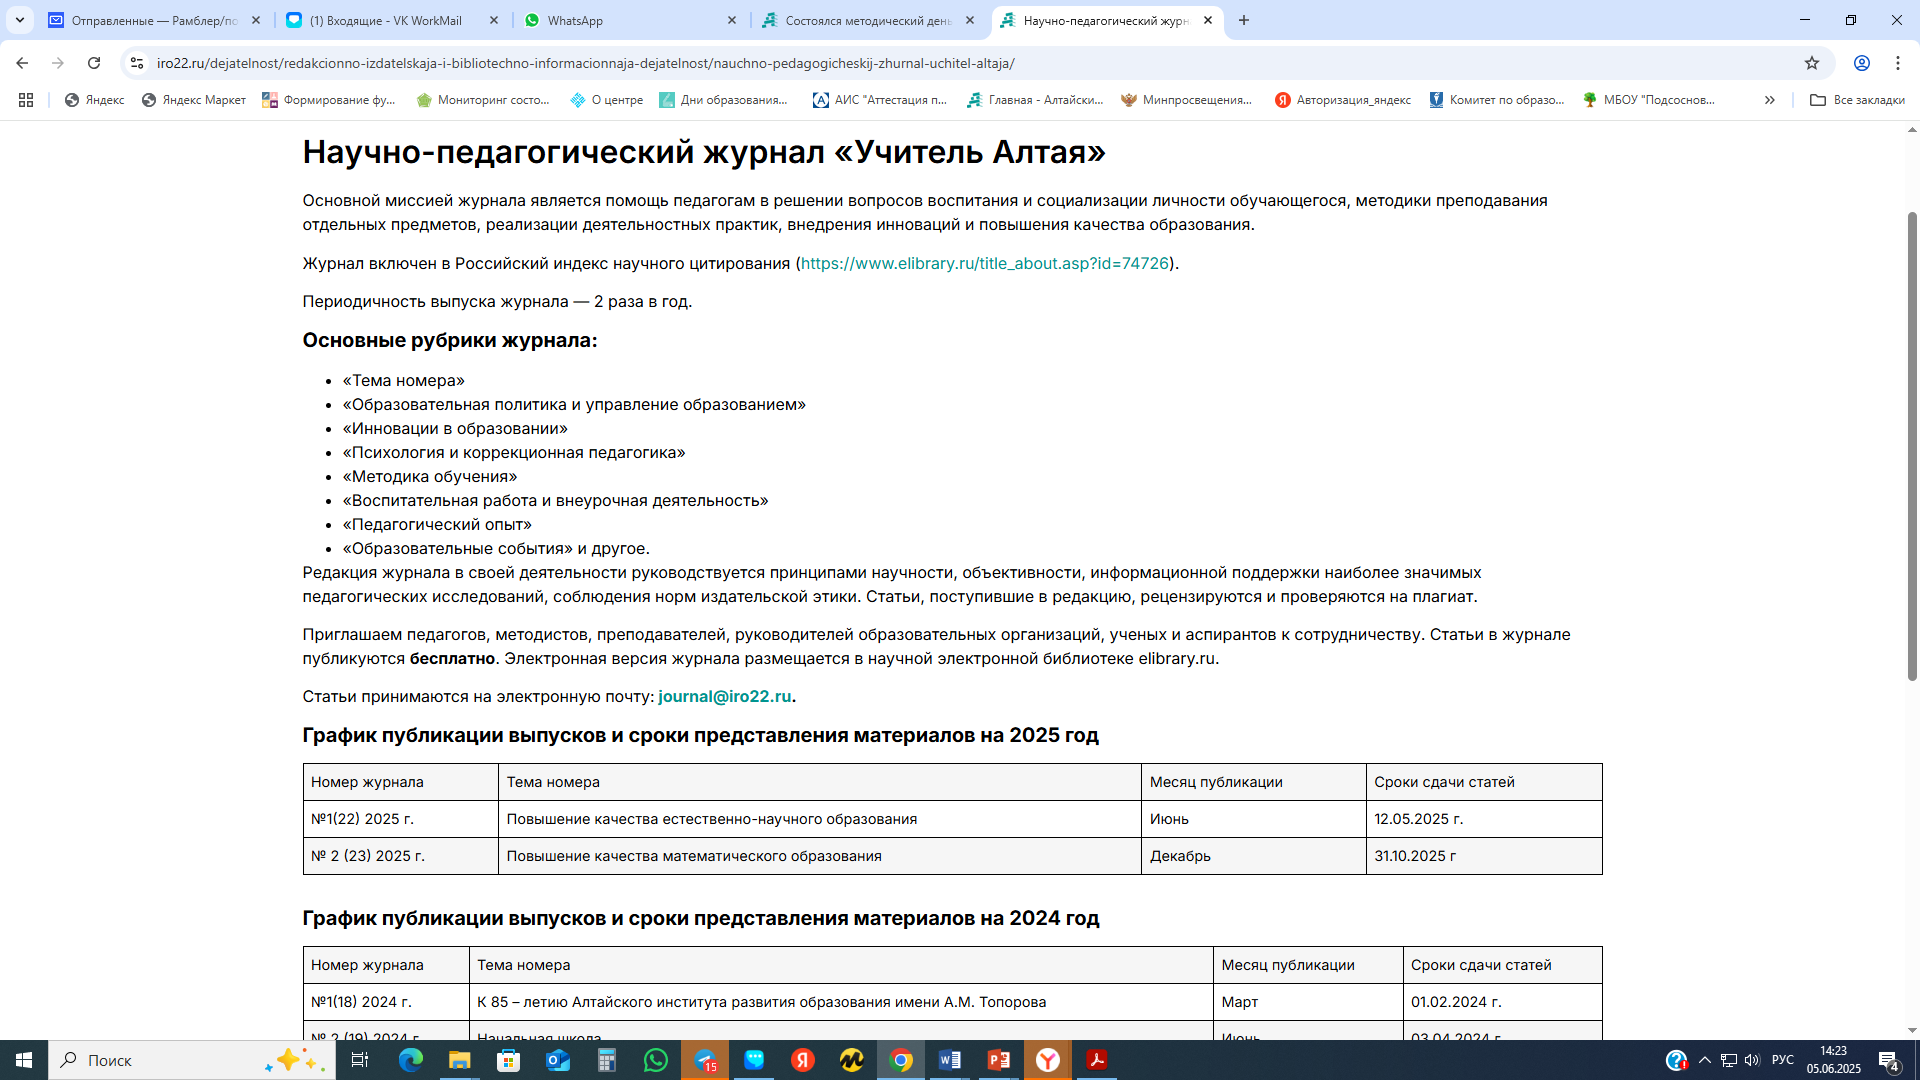 Отправленные — Рамблер/по
(1) Входящие - VK WorkMail
WhatsApp
Состоялся методический день
Научно-педагогический журн
iro22.ru/dejatelnost/redakcionno-izdatelskaja-i-bibliotechno-informacionnaja-dejatelnost/nauchno-pedagogicheskij-zhurnal-uchitel-altaja/
Яндекс
Яндекс Маркет
Формирование фу...
Мониторинг состо...
О центре
Дни образования...
АИС "Аттестация п...
Главная - Алтайски...
Минпросвещения...
Авторизация_яндекс
Комитет по образо...
МБОУ "Подсоснов...
Все закладки
Научно-педагогический журнал «Учитель Алтая»
Основной миссией журнала является помощь педагогам в решении вопросов воспитания и социализации личности обучающегося, методики преподавания
отдельных предметов, реализации деятельностных практик, внедрения инноваций и повышения качества образования.
Журнал включен в Российский индекс научного цитирования (https://www.elibrary.ru/title_about.asp?id=74726).
Периодичность выпуска журнала — 2 раза в год.
Основные рубрики журнала:
• «Тема номера»
• «Образовательная политика и управление образованием»
• «Инновации в образовании»
• «Психология и коррекционная педагогика»
• «Методика обучения»
• «Воспитательная работа и внеурочная деятельность»
• «Педагогический опыт»
• «Образовательные события» и другое.
Редакция журнала в своей деятельности руководствуется принципами научности, объективности, информационной поддержки наиболее значимых
педагогических исследований, соблюдения норм издательской этики. Статьи, поступившие в редакцию, рецензируются и проверяются на плагиат.
Приглашаем педагогов, методистов, преподавателей, руководителей образовательных организаций, ученых и аспирантов к сотрудничеству. Статьи в журнале
публикуются бесплатно. Электронная версия журнала размещается в научной электронной библиотеке elibrary.ru.
Статьи принимаются на электронную почту: journal@iro22.ru.
График публикации выпусков и сроки представления материалов на 2025 год
Номер журнала Тема номера Месяц публикации Сроки сдачи статей
№1(22) 2025 г. Повышение качества естественно-научного образования Июнь 12.05.2025 г.
№ 2 (23) 2025 г. Повышение качества математического образования Декабрь 31.10.2025 г
График публикации выпусков и сроки представления материалов на 2024 год
Номер журнала Тема номера Месяц публикации Сроки сдачи статей
№1(18) 2024 г. К 85 – летию Алтайского института развития образования имени А.М. Топорова Март 01.02.2024 г.
№ 2 (19) 2024 г. Начальная школа Июнь 03.04.2024 г.
Поиск
15
РУС
14:23
05.06.2025
4